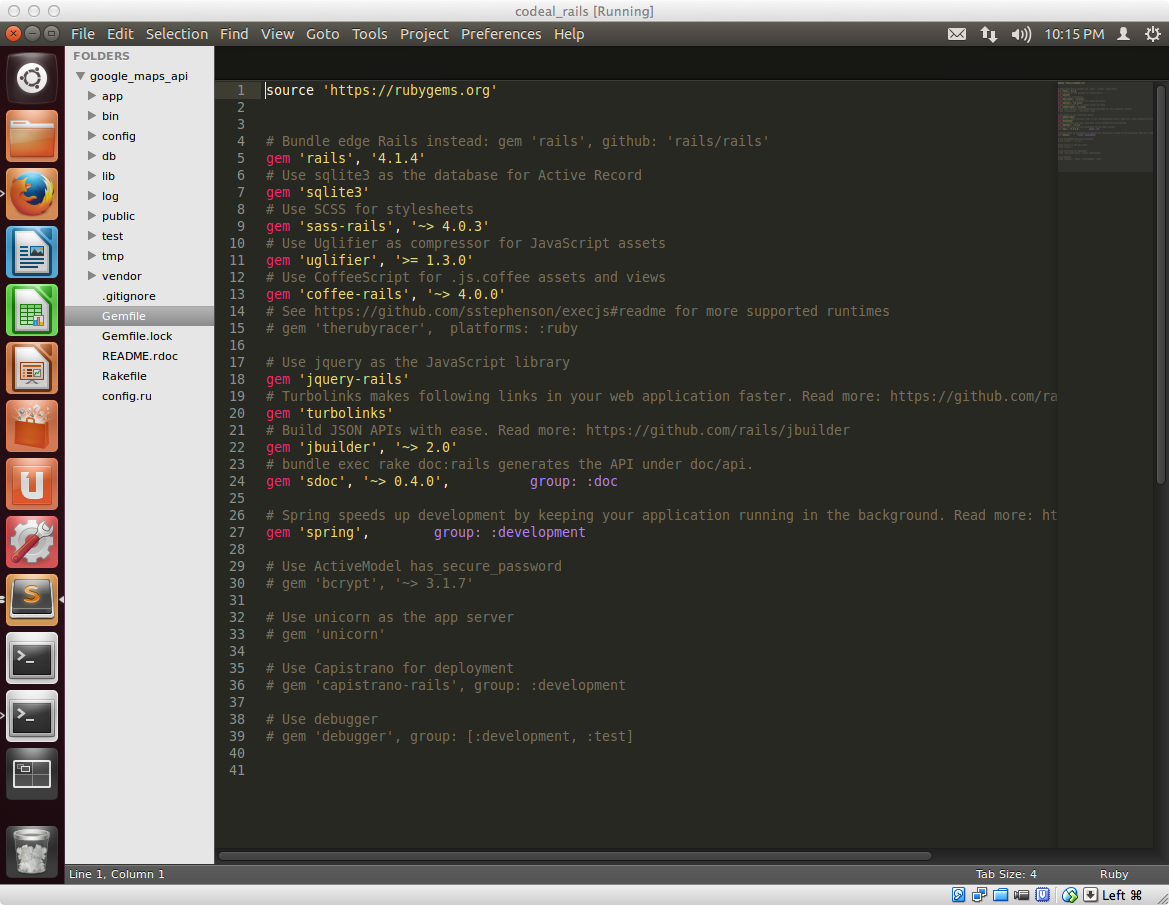 codeal_rails [Running]
File Edit Selection Find View Goto Tools Project Preferences Help 10:15 PM
FOLDERS
google_maps_api
app
bin
config
db
lib
log
public
test
tmp
vendor
.gitignore
Gemfile
Gemfile.lock
README.rdoc
Rakefile
config.ru
1 source 'https://rubygems.org'
2
3
4 # Bundle edge Rails instead: gem 'rails', github: 'rails/rails'
5 gem 'rails', '4.1.4'
6 # Use sqlite3 as the database for Active Record
7 gem 'sqlite3'
8 # Use SCSS for stylesheets
9 gem 'sass-rails', '~> 4.0.3'
10 # Use Uglifier as compressor for JavaScript assets
11 gem 'uglifier', '>= 1.3.0'
12 # Use CoffeeScript for .js.coffee assets and views
13 gem 'coffee-rails', '~> 4.0.0'
14 # See https://github.com/sstephenson/execjs#readme for more supported runtimes
15 # gem 'therubyracer',  platforms: :ruby
16
17 # Use jquery as the JavaScript library
18 gem 'jquery-rails'
19 # Turbolinks makes following links in your web application faster. Read more: https://github.com/ra
20 gem 'turbolinks'
21 # Build JSON APIs with ease. Read more: https://github.com/rails/jbuilder
22 gem 'jbuilder', '~> 2.0'
23 # bundle exec rake doc:rails generates the API under doc/api.
24 gem 'sdoc', '~> 0.4.0',          group: :doc
25
26 # Spring speeds up development by keeping your application running in the background. Read more: ht
27 gem 'spring',        group: :development
28
29 # Use ActiveModel has_secure_password
30 # gem 'bcrypt', '~> 3.1.7'
31
32 # Use unicorn as the app server
33 # gem 'unicorn'
34
35 # Use Capistrano for deployment
36 # gem 'capistrano-rails', group: :development
37
38 # Use debugger
39 # gem 'debugger', group: [:development, :test]
40
41
Line 1, Column 1 Tab Size: 4 Ruby
Left ⌘